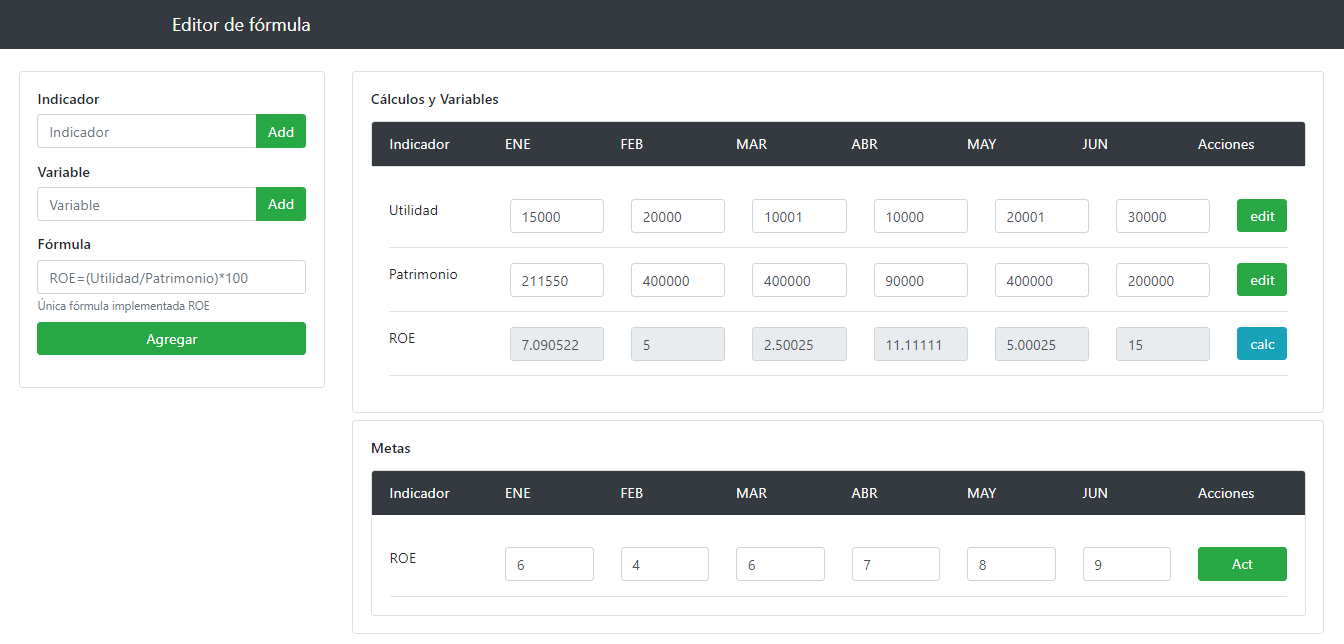 Editor de fórmula
Indicador
Indicador Add
Variable
Variable Add
Fórmula
ROE=(Utilidad/Patrimonio)*100
Única fórmula implementada ROE
Agregar
Cálculos y Variables
Indicador ENE FEB MAR ABR MAY JUN Acciones
Utilidad 15000 20000 10001 10000 20001 30000 edit
Patrimonio 211550 400000 400000 90000 400000 200000 edit
ROE 7.090522 5 2.50025 11.11111 5.00025 15 calc
Metas
Indicador ENE FEB MAR ABR MAY JUN Acciones
ROE 6 4 6 7 8 9 Act